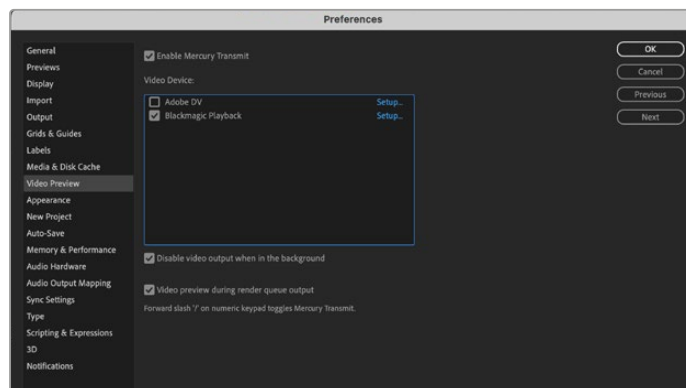 Preferences
General
Previews
Display
Import
Output
Grids & Guides
Labels
Media & Disk Cache
Video Preview
Appearance
New Project
Auto-Save
Memory & Performance
Audio Hardware
Audio Output Mapping
Sync Settings
Type
Scripting & Expressions
3D
Notifications
Enable Mercury Transmit
Video Device:
Adobe DV Setup...
Blackmagic Playback Setup...
Disable video output when in the background
Video preview during render queue output
Forward slash '/' on numeric keypad toggles Mercury Transmit.
OK
Cancel
Previous
Next